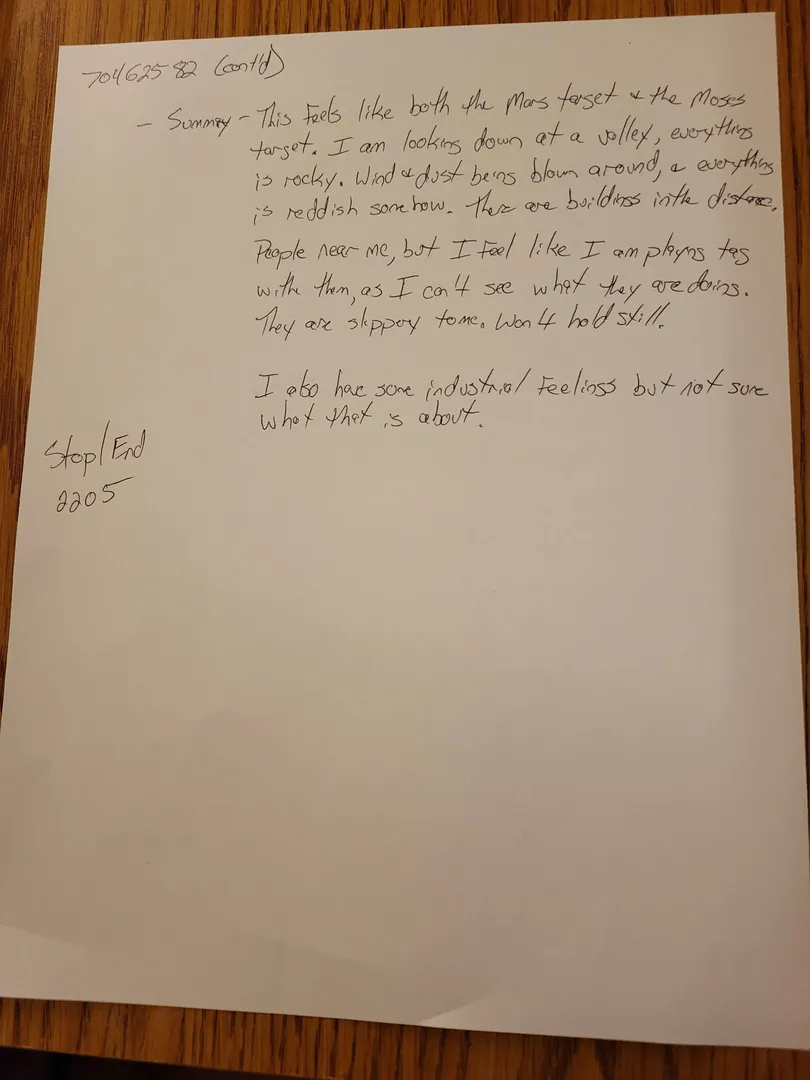 70462582 (cont'd)
- Summary - This feels like both the Mars target & the Moses
target. I am looking down at a valley, everything
is rocky. Wind & dust being blown around, & everything
is reddish somehow. There are buildings in the distance.
People near me, but I feel like I am playing tag
with them, as I can't see what they are doing.
They are slippery to me. Won't hold still.
I also have some industrial feelings but not sure
what that is about.
Stop/End
2205